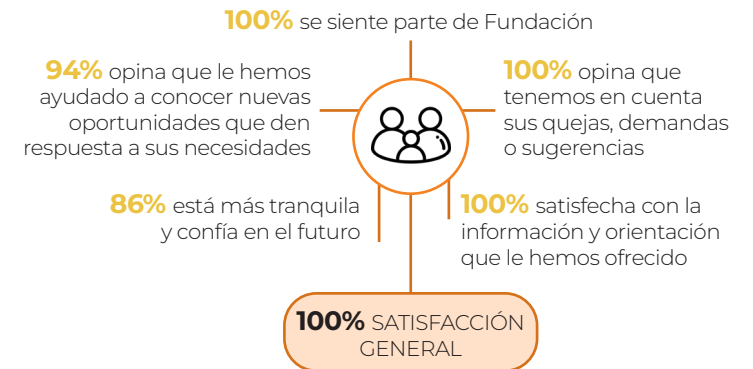 100% se siente parte de Fundación
94% opina que le hemos
ayudado a conocer nuevas
oportunidades que den
respuesta a sus necesidades
100% opina que
tenemos en cuenta
sus quejas, demandas
o sugerencias
86% está más tranquila
y confía en el futuro
100% satisfecha con la
información y orientación
que le hemos ofrecido
100% SATISFACCIÓN
GENERAL